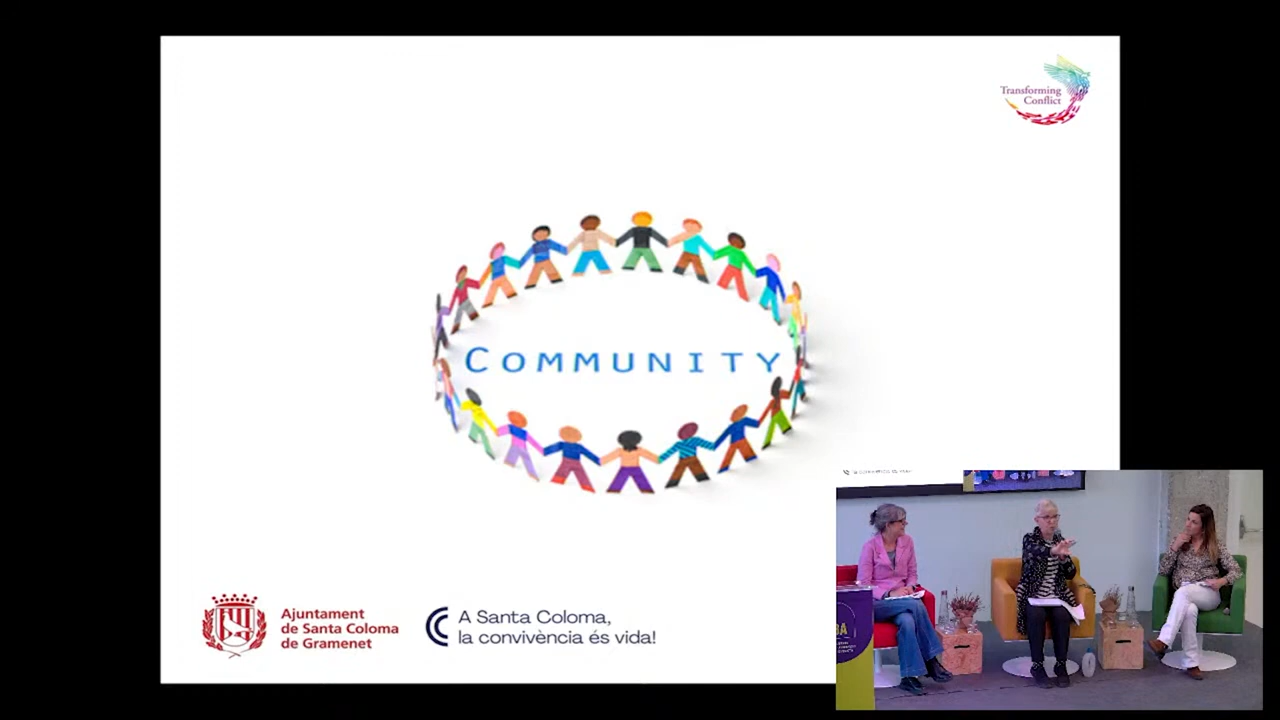 Transforming
Conflict
COMMUNITY
Ajuntament
de Santa Coloma
de Gramenet
A Santa Coloma,
la convivència és vida!